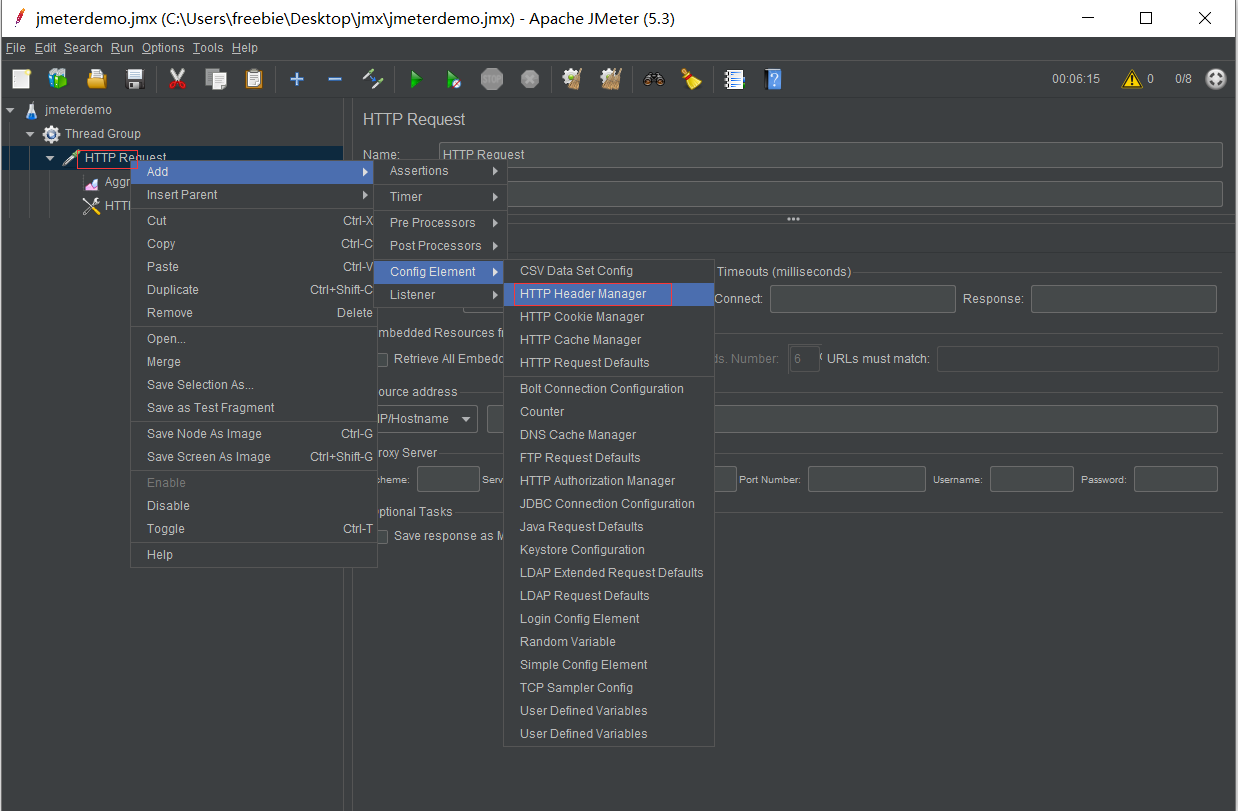 jmeterdemo.jmx (C:\Users\freebie\Desktop\jmx\jmeterdemo.jmx) - Apache JMeter (5.3)
File Edit Search Run Options Tools Help
STOP 00:06:15 0 0/8
jmeterdemo
Thread Group
HTTP Request
Aggr
HTTP
Add
Insert Parent
Cut Ctrl-X
Copy Ctrl-C
Paste Ctrl-V
Duplicate Ctrl+Shift-C
Remove Delete
Open...
Merge
Save Selection As...
Save as Test Fragment
Save Node As Image Ctrl-G
Save Screen As Image Ctrl+Shift-G
Enable
Disable
Toggle Ctrl-T
Help
Assertions
Timer
Pre Processors
Post Processors
Config Element
Listener
CSV Data Set Config
HTTP Header Manager
HTTP Cookie Manager
HTTP Cache Manager
HTTP Request Defaults
Bolt Connection Configuration
Counter
DNS Cache Manager
FTP Request Defaults
HTTP Authorization Manager
JDBC Connection Configuration
Java Request Defaults
Keystore Configuration
LDAP Extended Request Defaults
LDAP Request Defaults
Login Config Element
Random Variable
Simple Config Element
TCP Sampler Config
User Defined Variables
User Defined Variables
HTTP Request
Name: HTTP Request
Timeouts (milliseconds)
Connect: Response:
mbedded Resources fr
Retrieve All Embedd ds. Number: 6 URLs must match:
ource address
IP/Hostname
roxy Server
cheme: Serv Port Number: Username: Password:
ptional Tasks
Save response as M